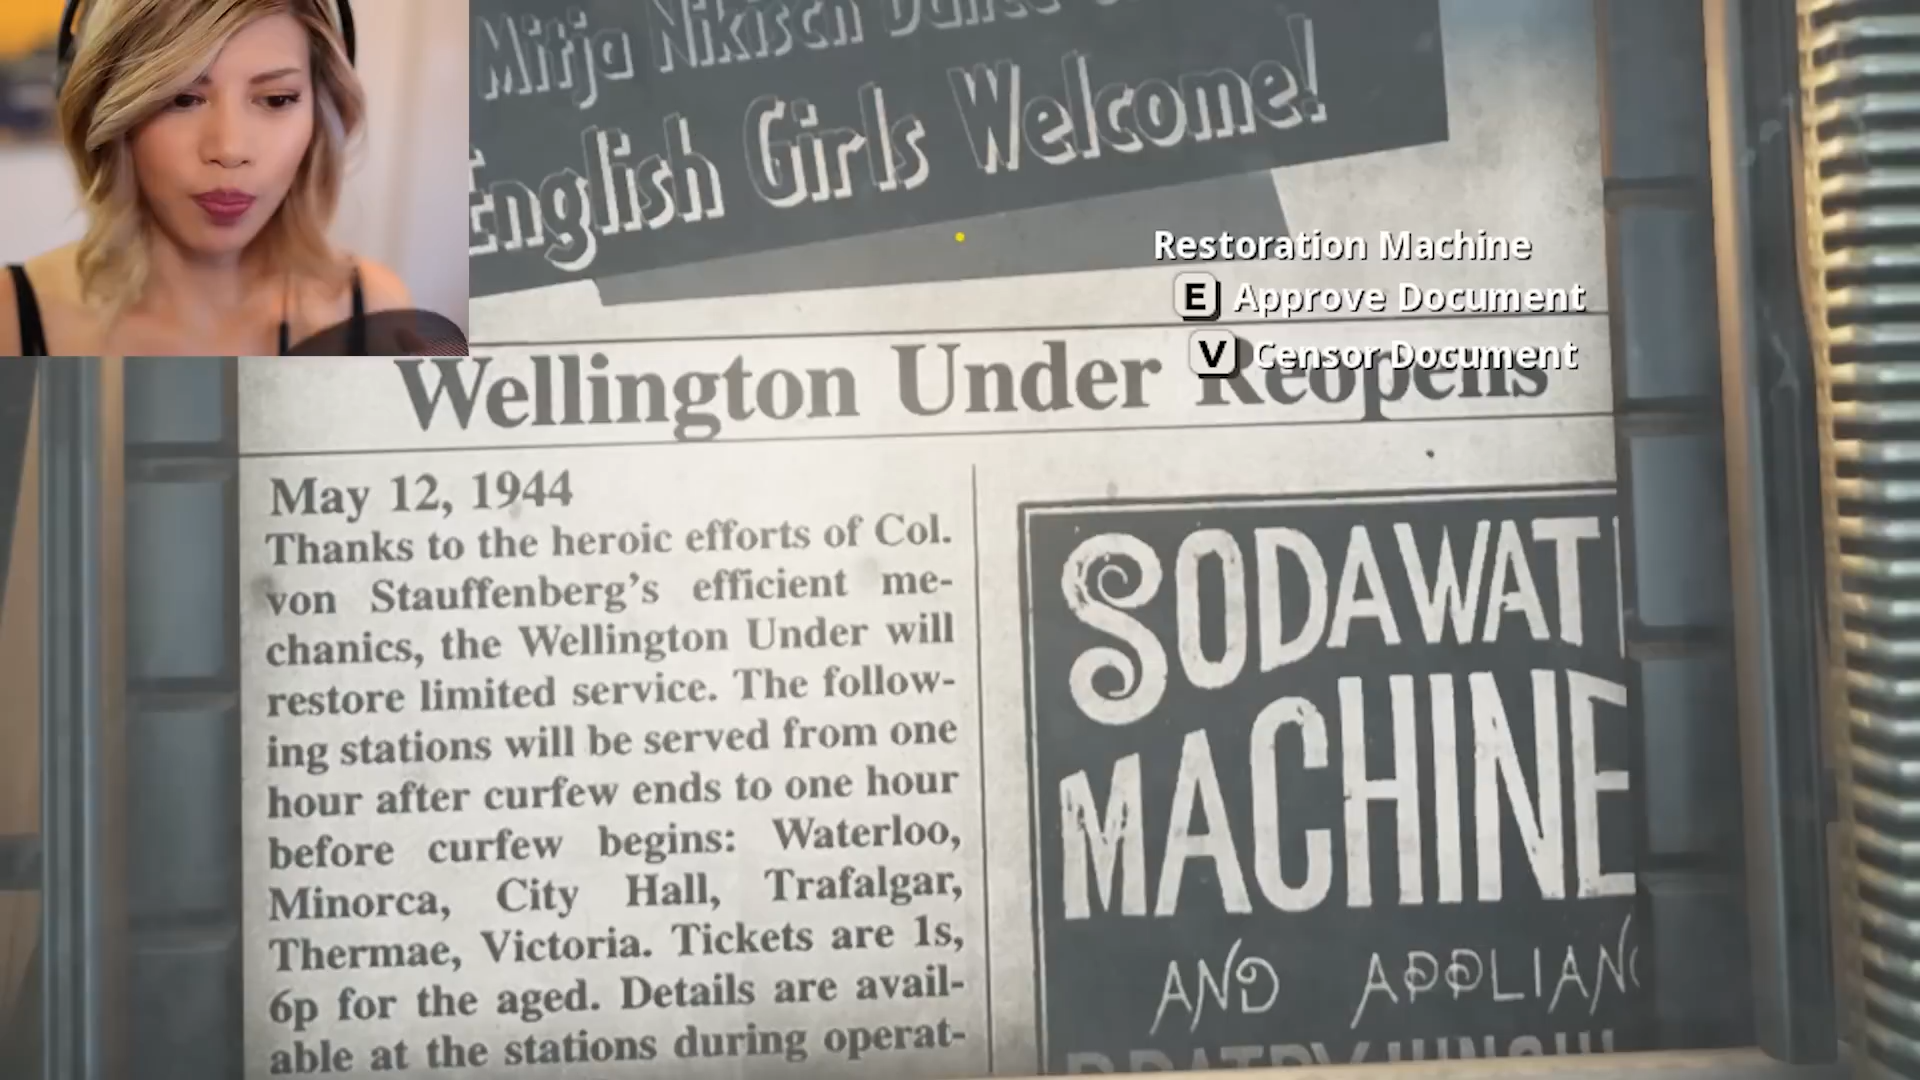 Mitja Nikisch Dance
English Girls Welcome!
Restoration Machine
E Approve Document
V Censor Document
Wellington Under Reopens
May 12, 1944
Thanks to the heroic efforts of Col.
von Stauffenberg's efficient me-
chanics, the Wellington Under will
restore limited service. The follow-
ing stations will be served from one
hour after curfew ends to one hour
before curfew begins: Waterloo,
Minorca, City Hall, Trafalgar,
Thermae, Victoria. Tickets are 1s,
6p for the aged. Details are avail-
able at the stations during operat-
SODAWAT
MACHINE
AND APPLIANC